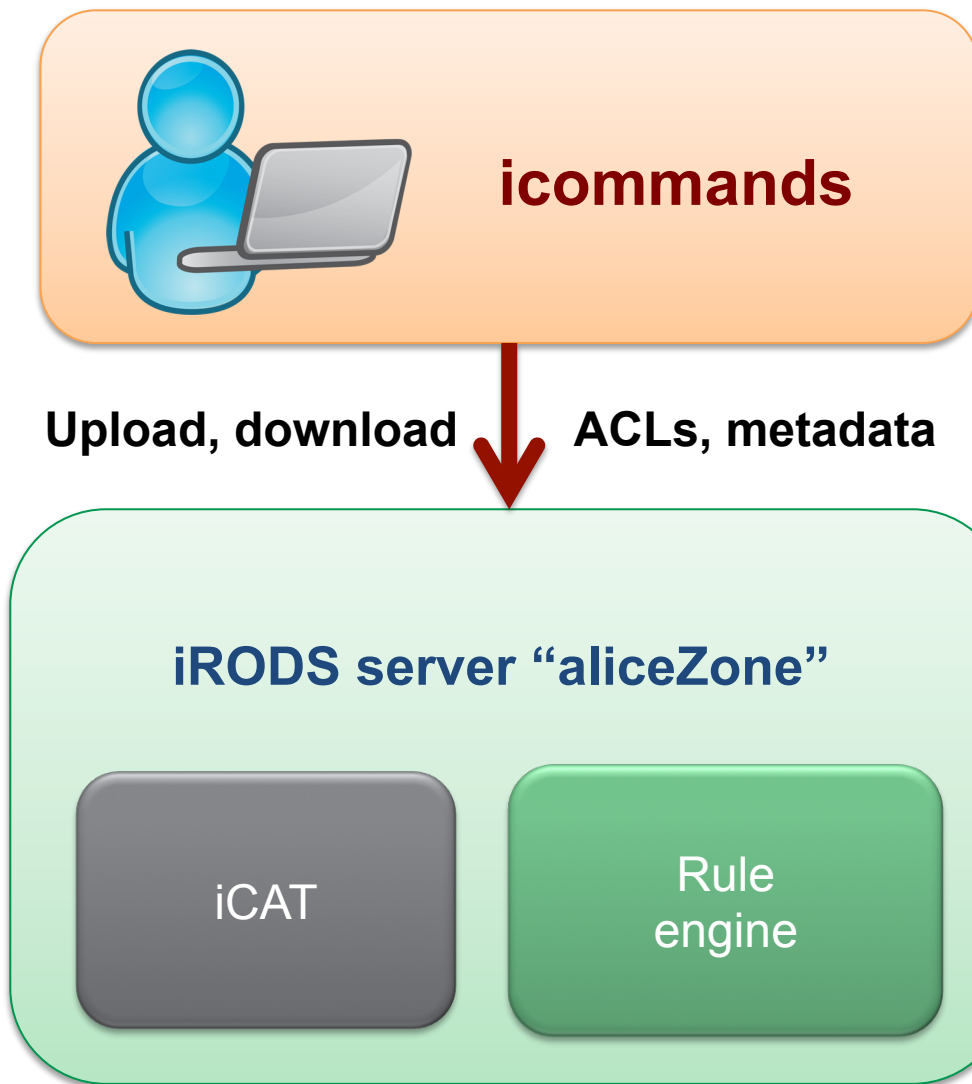 icommands
Upload, download
ACLs, metadata
iRODS server “aliceZone”
iCAT
Rule
engine